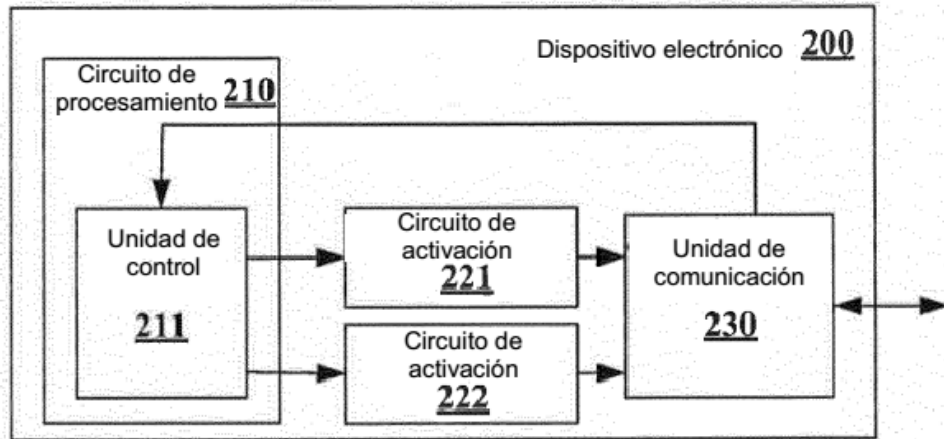 Dispositivo electrónico 200
Circuito de
procesamiento 210
Unidad de
control
211
Circuito de
activación
221
Circuito de
activación
222
Unidad de
comunicación
230